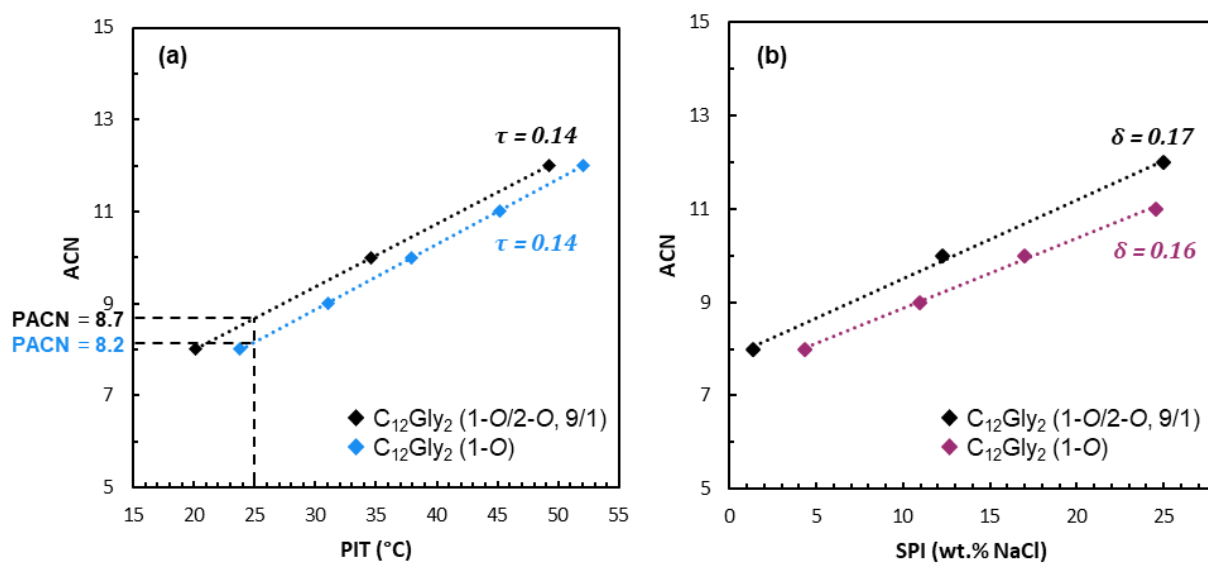 (a)
15
13
11
9
7
5
ACN
PACN = 8.7
PACN = 8.2
τ = 0.14
τ = 0.14
C₁₂Gly₂ (1-O/2-O, 9/1)
C₁₂Gly₂ (1-O)
15 20 25 30 35 40 45 50 55
PIT (°C)
(b)
15
13
11
9
7
5
ACN
δ = 0.17
δ = 0.16
C₁₂Gly₂ (1-O/2-O, 9/1)
C₁₂Gly₂ (1-O)
0 5 10 15 20 25
SPI (wt.% NaCl)